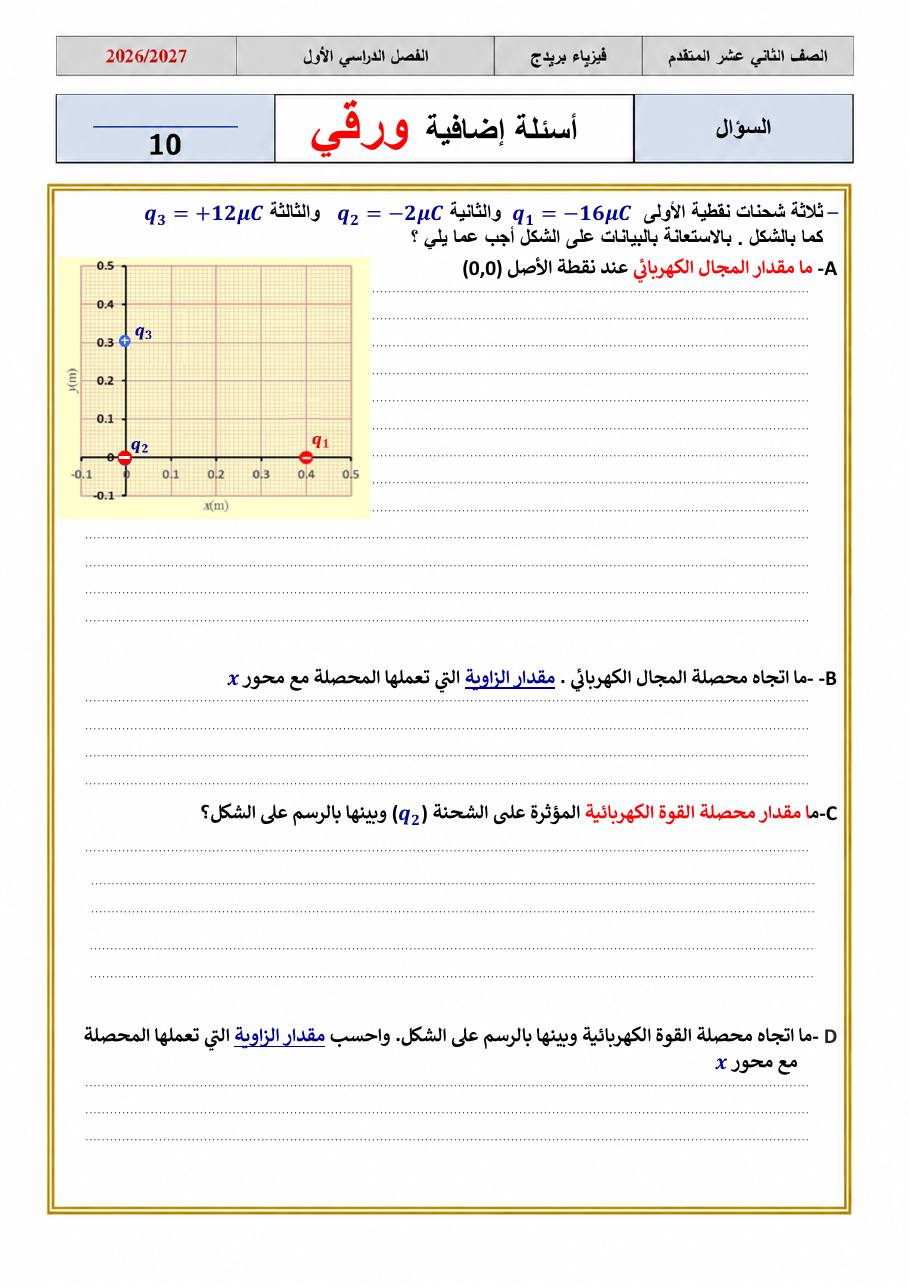 الصف الثاني عشر المتقدم فيزياء بريدج الفصل الدراسي الأول 2026/2027
السؤال أسئلة إضافية ورقي 10
– ثلاثة شحنات نقطية الأولى q₁ = −16μC والثانية q₂ = −2μC والثالثة q₃ = +12μC
كما بالشكل . بالاستعانة بالبيانات على الشكل أجب عما يلي ؟
A- ما مقدار المجال الكهربائي عند نقطة الأصل (0,0)
0.5
0.4
q₃
0.3
y(m)
0.2
0.1
q₂ q₁
0
-0.1 0 0.1 0.2 0.3 0.4 0.5
-0.1
x(m)
B- -ما اتجاه محصلة المجال الكهربائي . مقدار الزاوية التي تعملها المحصلة مع محور x
C-ما مقدار محصلة القوة الكهربائية المؤثرة على الشحنة (q₂) وبينها بالرسم على الشكل؟
D -ما اتجاه محصلة القوة الكهربائية وبينها بالرسم على الشكل. واحسب مقدار الزاوية التي تعملها المحصلة
مع محور x